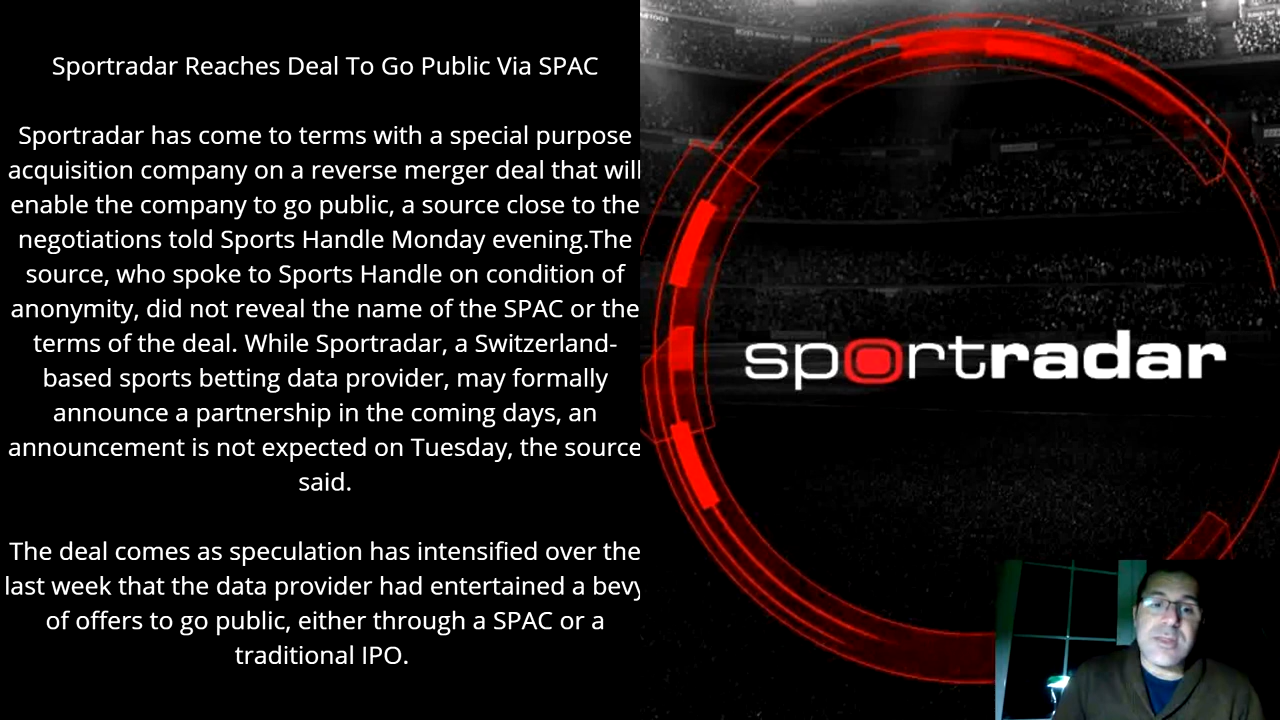 Sportradar Reaches Deal To Go Public Via SPAC
Sportradar has come to terms with a special purpose
acquisition company on a reverse merger deal that will
enable the company to go public, a source close to the
negotiations told Sports Handle Monday evening.The
source, who spoke to Sports Handle on condition of
anonymity, did not reveal the name of the SPAC or the
terms of the deal. While Sportradar, a Switzerland-
based sports betting data provider, may formally
announce a partnership in the coming days, an
announcement is not expected on Tuesday, the source
said.
The deal comes as speculation has intensified over the
last week that the data provider had entertained a bevy
of offers to go public, either through a SPAC or a
traditional IPO.
sportradar